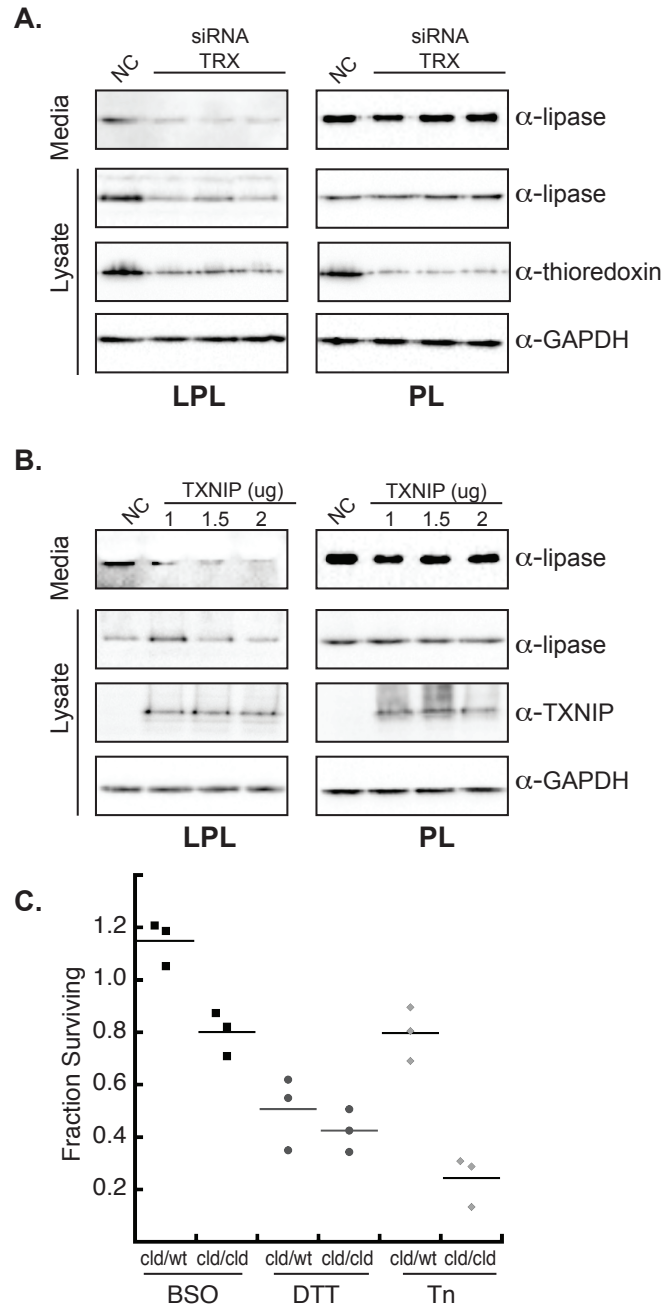 A.
siRNA
TRX
NC
siRNA
TRX
NC
Media
α-lipase
Lysate
α-lipase
α-thioredoxin
α-GAPDH
LPL
PL
B.
TXNIP (ug)
NC
1 1.5 2
TXNIP (ug)
NC
1 1.5 2
Media
α-lipase
Lysate
α-lipase
α-TXNIP
α-GAPDH
LPL
PL
C.
Fraction Surviving
1.2
1.0
0.8
0.6
0.4
0.2
cld/wt cld/cld cld/wt cld/cld cld/wt cld/cld
BSO DTT Tn